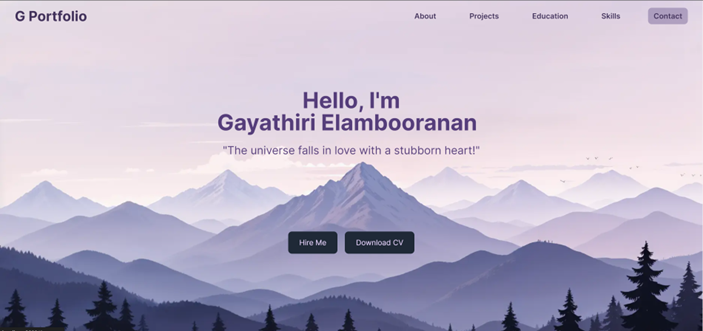 G Portfolio
About Projects Education Skills Contact
Hello, I'm
Gayathiri Elambooranan
"The universe falls in love with a stubborn heart!"
Hire Me Download CV